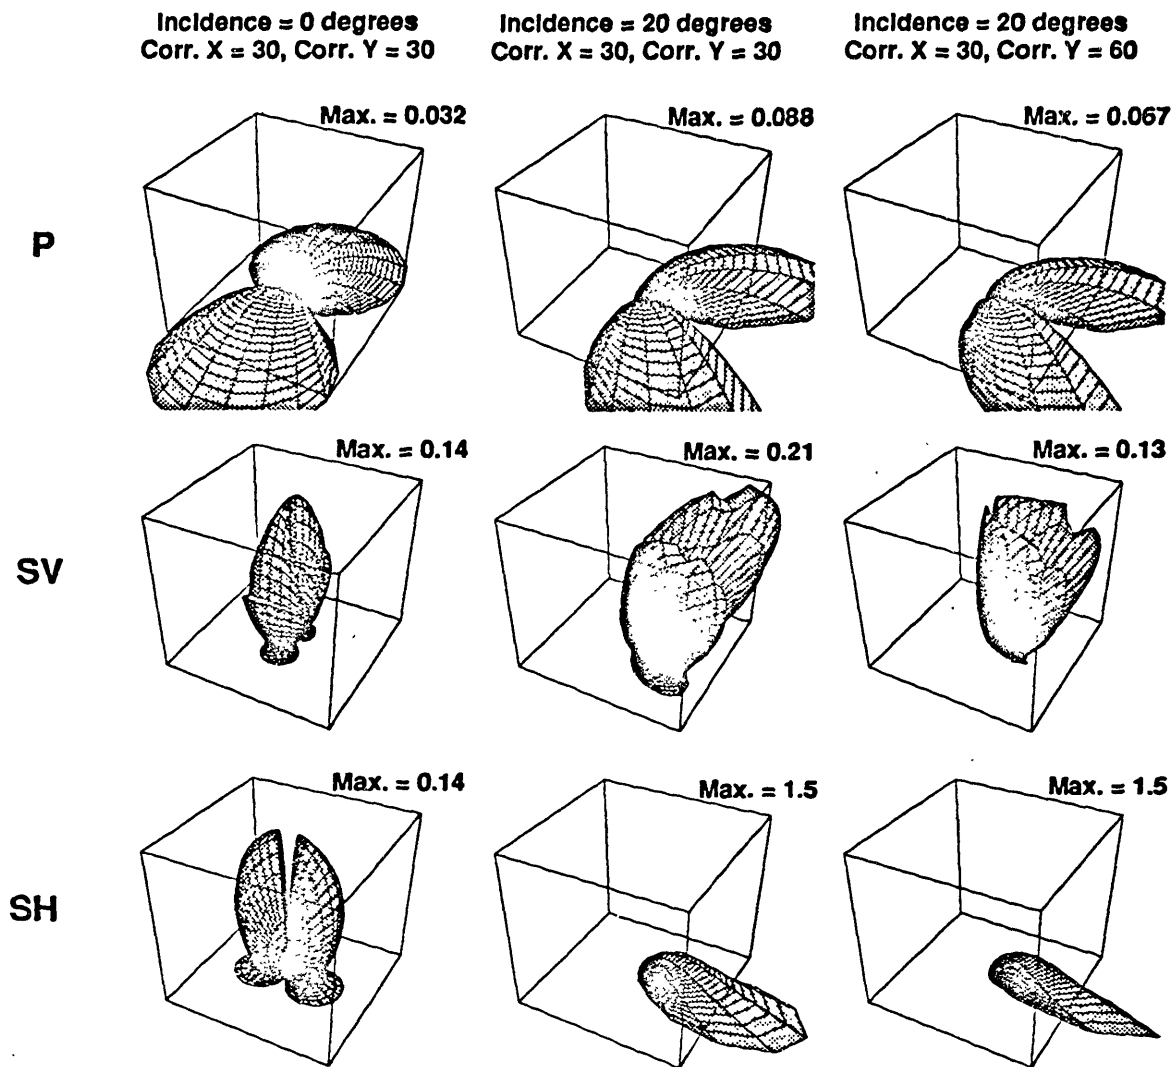 Incidence = 0 degrees
Corr. X = 30, Corr. Y = 30
Incidence = 20 degrees
Corr. X = 30, Corr. Y = 30
Incidence = 20 degrees
Corr. X = 30, Corr. Y = 60
P
Max. = 0.032
Max. = 0.088
Max. = 0.067
SV
Max. = 0.14
Max. = 0.21
Max. = 0.13
SH
Max. = 0.14
Max. = 1.5
Max. = 1.5